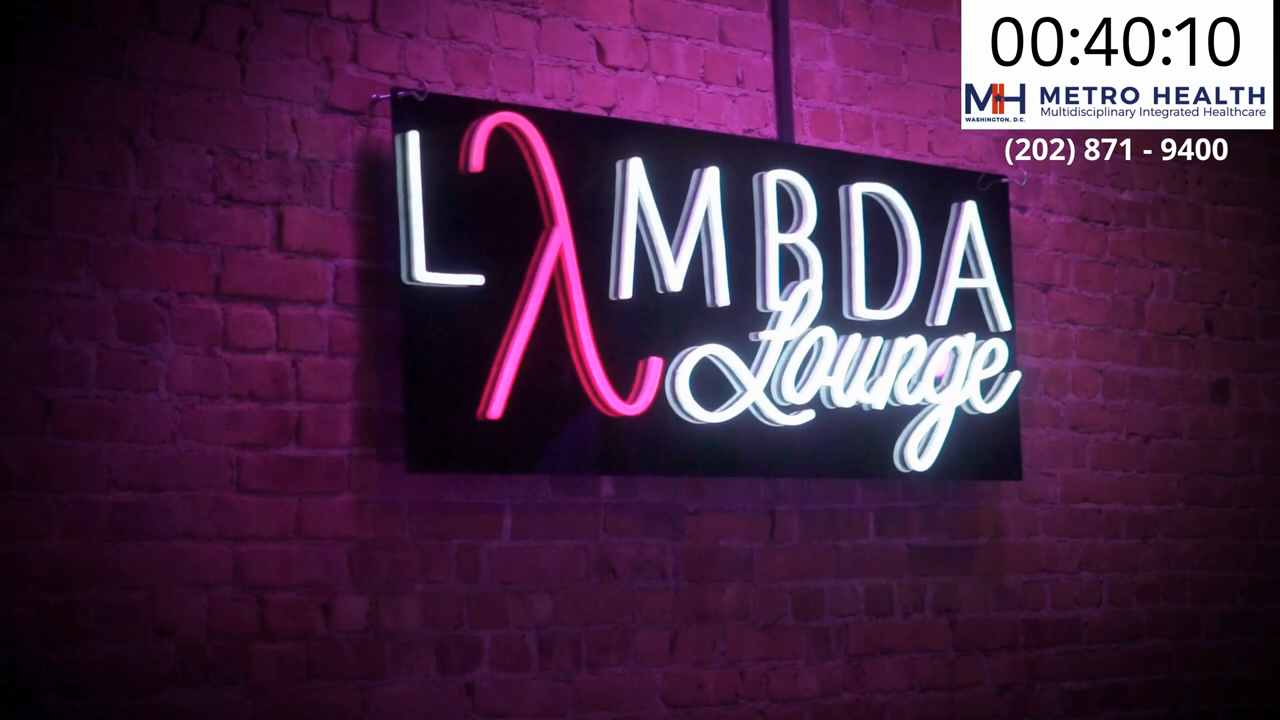 00:40:10
MH METRO HEALTH
WASHINGTON, D.C. Multidisciplinary Integrated Healthcare
(202) 871 - 9400
LλMBDA
Lounge